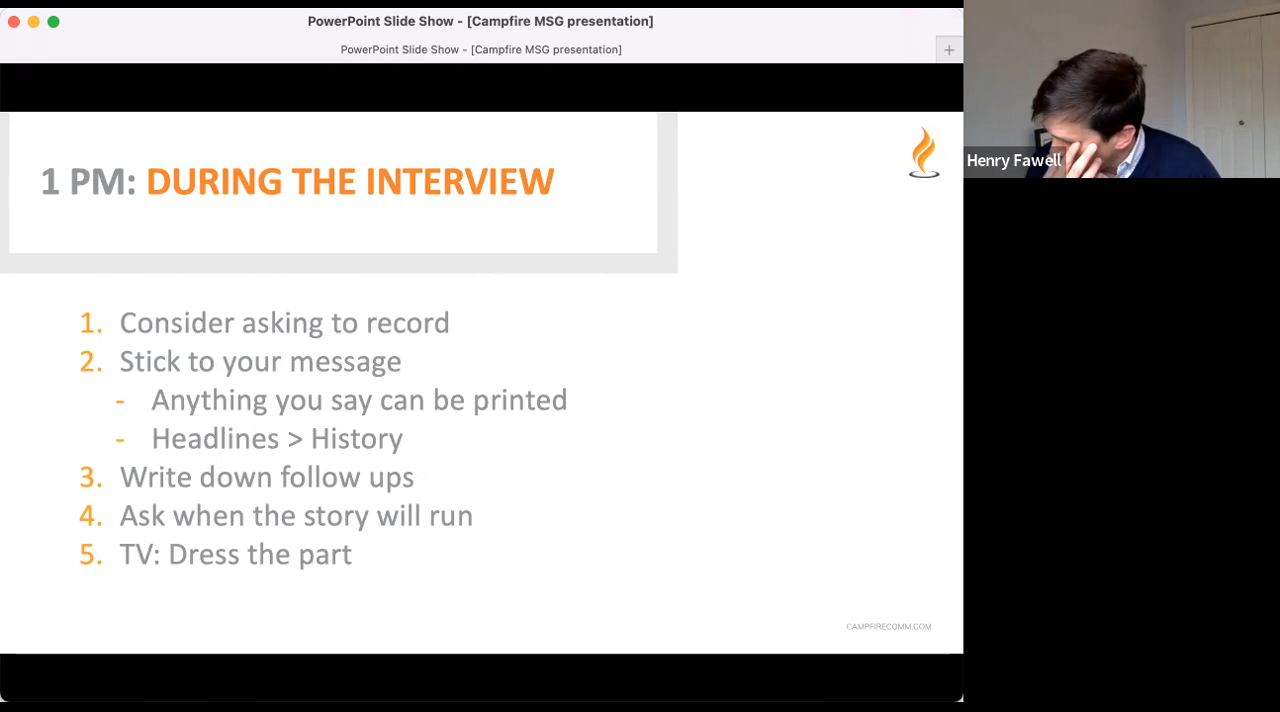 PowerPoint Slide Show - [Campfire MSG presentation]
PowerPoint Slide Show - [Campfire MSG presentation]
+
Henry Fawell
1 PM: DURING THE INTERVIEW
1. Consider asking to record
2. Stick to your message
- Anything you say can be printed
- Headlines > History
3. Write down follow ups
4. Ask when the story will run
5. TV: Dress the part
CAMPFIRECOMM.COM